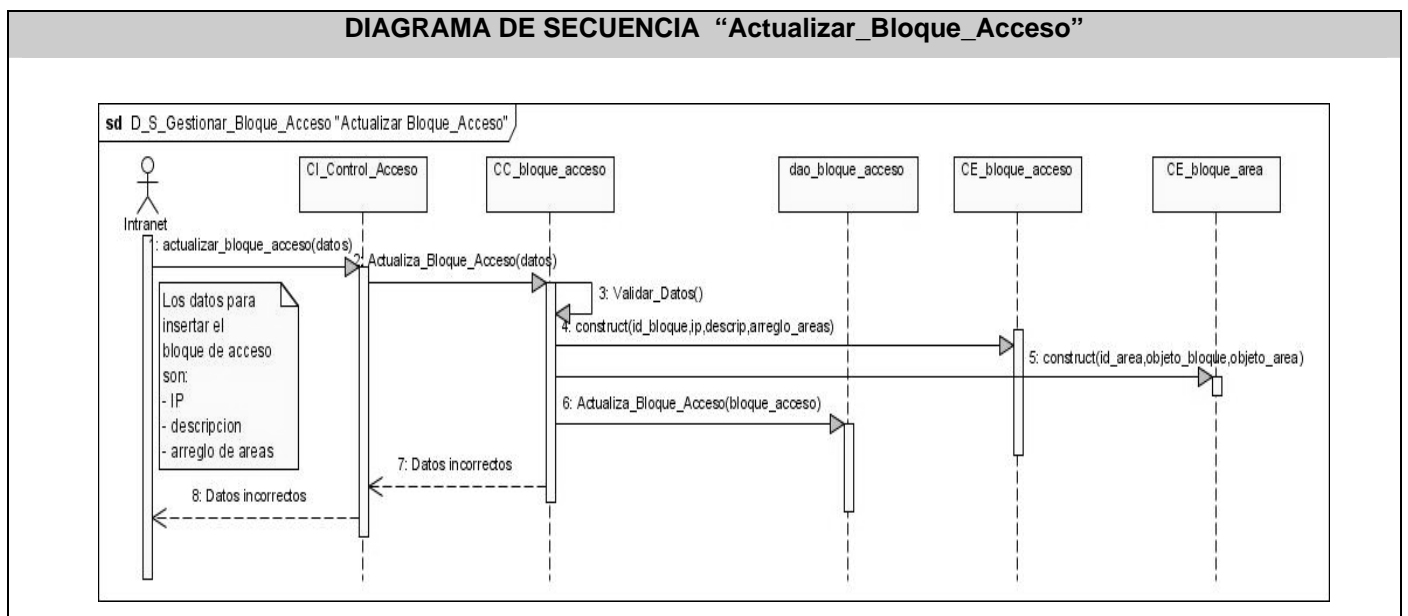 DIAGRAMA DE SECUENCIA “Actualizar_Bloque_Acceso”
sd D_S_Gestionar_Bloque_Acceso "Actualizar Bloque_Acceso"
Intranet
CI_Control_Acceso
CC_bloque_acceso
dao_bloque_acceso
CE_bloque_acceso
CE_bloque_area
1: actualizar_bloque_acceso(datos)
2: Actualiza_Bloque_Acceso(datos)
3: Validar_Datos()
4: construct(id_bloque,ip,descrip,arreglo_areas)
5: construct(id_area,objeto_bloque,objeto_area)
6: Actualiza_Bloque_Acceso(bloque_acceso)
7: Datos incorrectos
8: Datos incorrectos
Los datos para
insertar el
bloque de acceso
son:
- IP
- descripcion
- arreglo de areas